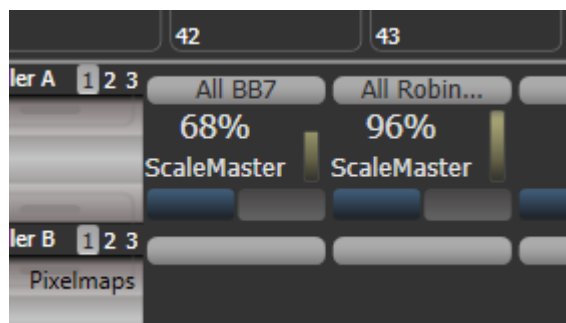 42 43
ler A 1 2 3 All BB7 All Robin...
68% 96%
ScaleMaster ScaleMaster
ler B 1 2 3
Pixelmaps